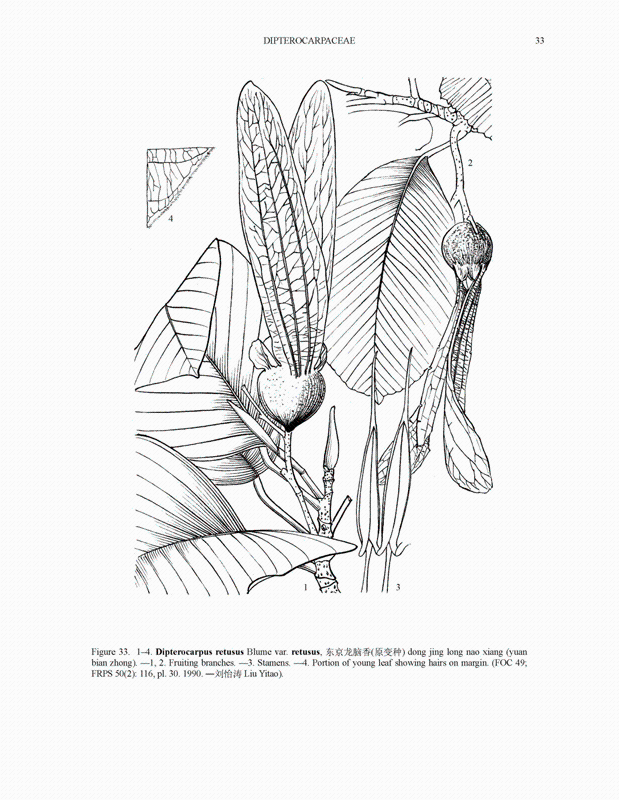 DIPTEROCARPACEAE 33
4
2
1 3
Figure 33. 1–4. Dipterocarpus retusus Blume var. retusus, 东京龙脑香(原变种) dong jing long nao xiang (yuan
bian zhong). —1, 2. Fruiting branches. —3. Stamens. —4. Portion of young leaf showing hairs on margin. (FOC 49;
FRPS 50(2): 116, pl. 30. 1990. —刘怡涛 Liu Yitao).